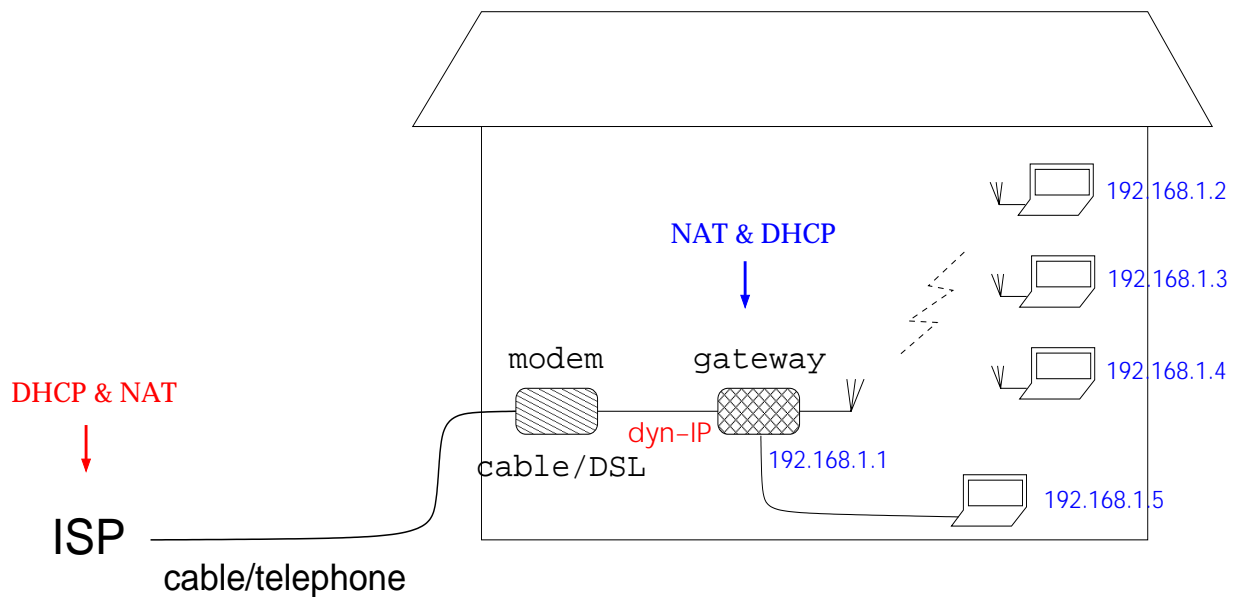 192.168.1.2
NAT & DHCP
192.168.1.3
modem
gateway
192.168.1.4
DHCP & NAT
dyn-IP
192.168.1.1
cable/DSL
192.168.1.5
ISP
cable/telephone